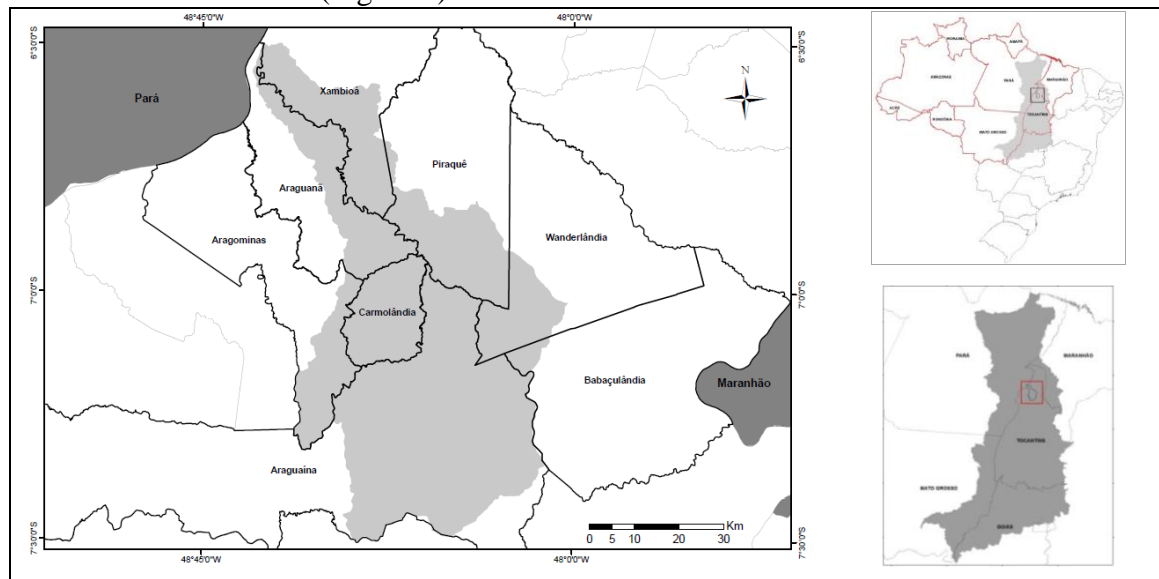 48°45'0"W
48°0'0"W
6°30'0"S
6°30'0"S
Pará
Xambioá
N
Piraquê
Araguanã
Aragominas
Wanderlândia
7°0'0"S
7°0'0"S
Carmolândia
Babaçulândia
Maranhão
Araguaína
Km
0 5 10 20 30
7°30'0"S
7°30'0"S
48°45'0"W
48°0'0"W
RORAIMA
AMAPÁ
AMAZONAS
PARÁ
MARANHÃO
ACRE
RONDÔNIA
TOCANTINS
MATO GROSSO
PARÁ
MARANHÃO
TOCANTINS
MATO GROSSO
GOIÁS